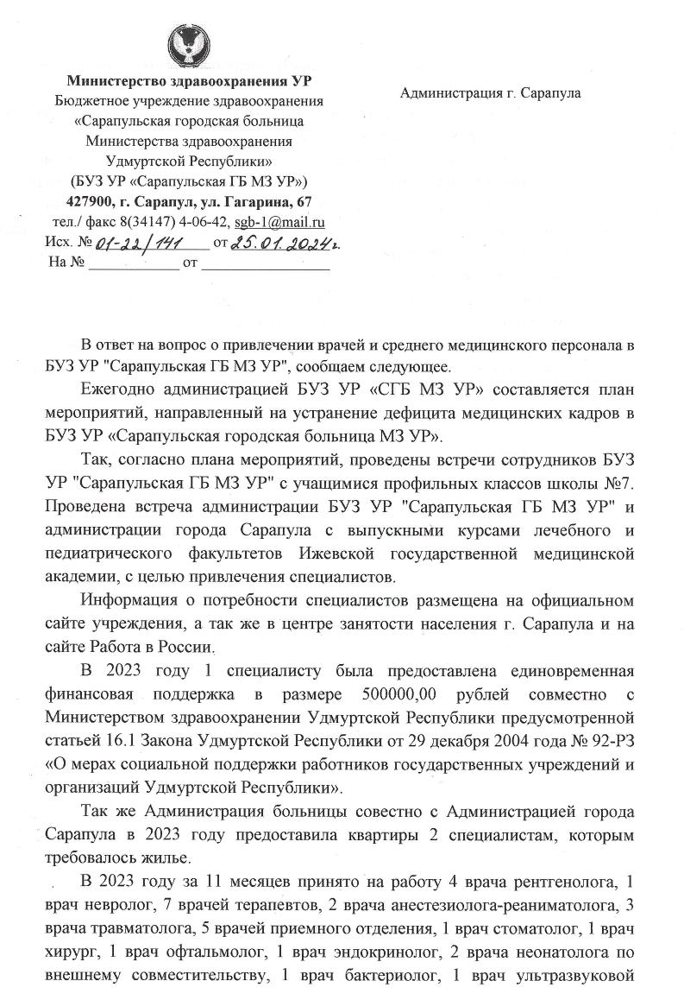 Министерство здравоохранения УР
Бюджетное учреждение здравоохранения
«Сарапульская городская больница
Министерства здравоохранения
Удмуртской Республики»
(БУЗ УР «Сарапульская ГБ МЗ УР»)
427900, г. Сарапул, ул. Гагарина, 67
тел./ факс 8(34147) 4-06-42, sgb-1@mail.ru
Исх. № 01-22/141 от 25.01.2024г.
На № ____________ от _________________
Администрация г. Сарапула
В ответ на вопрос о привлечении врачей и среднего медицинского персонала в
БУЗ УР "Сарапульская ГБ МЗ УР", сообщаем следующее.
Ежегодно администрацией БУЗ УР «СГБ МЗ УР» составляется план
мероприятий, направленный на устранение дефицита медицинских кадров в
БУЗ УР «Сарапульская городская больница МЗ УР».
Так, согласно плана мероприятий, проведены встречи сотрудников БУЗ
УР "Сарапульская ГБ МЗ УР" с учащимися профильных классов школы №7.
Проведена встреча администрации БУЗ УР "Сарапульская ГБ МЗ УР" и
администрации города Сарапула с выпускными курсами лечебного и
педиатрического факультетов Ижевской государственной медицинской
академии, с целью привлечения специалистов.
Информация о потребности специалистов размещена на официальном
сайте учреждения, а так же в центре занятости населения г. Сарапула и на
сайте Работа в России.
В 2023 году 1 специалисту была предоставлена единовременная
финансовая поддержка в размере 500000,00 рублей совместно с
Министерством здравоохранении Удмуртской Республики предусмотренной
статьей 16.1 Закона Удмуртской Республики от 29 декабря 2004 года № 92-РЗ
«О мерах социальной поддержки работников государственных учреждений и
организаций Удмуртской Республики».
Так же Администрация больницы совестно с Администрацией города
Сарапула в 2023 году предоставила квартиры 2 специалистам, которым
требовалось жилье.
В 2023 году за 11 месяцев принято на работу 4 врача рентгенолога, 1
врач невролог, 7 врачей терапевтов, 2 врача анестезиолога-реаниматолога, 3
врача травматолога, 5 врачей приемного отделения, 1 врач стоматолог, 1 врач
хирург, 1 врач офтальмолог, 1 врач эндокринолог, 2 врача неонатолога по
внешнему совместительству, 1 врач бактериолог, 1 врач ультразвуковой